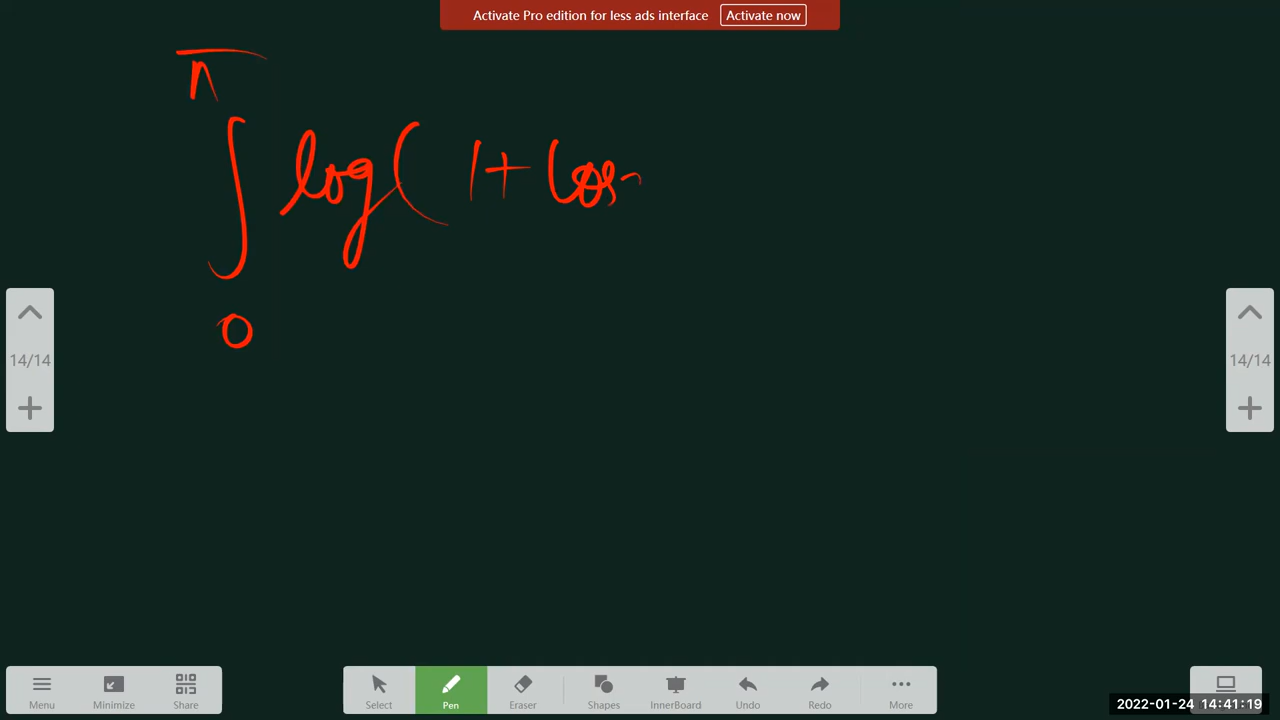 Activate Pro edition for less ads interface Activate now
π
∫ log( 1 + cos
0
14/14 14/14
Menu Minimize Share Select Pen Eraser Shapes InnerBoard Undo Redo More
2022-01-24 14:41:19